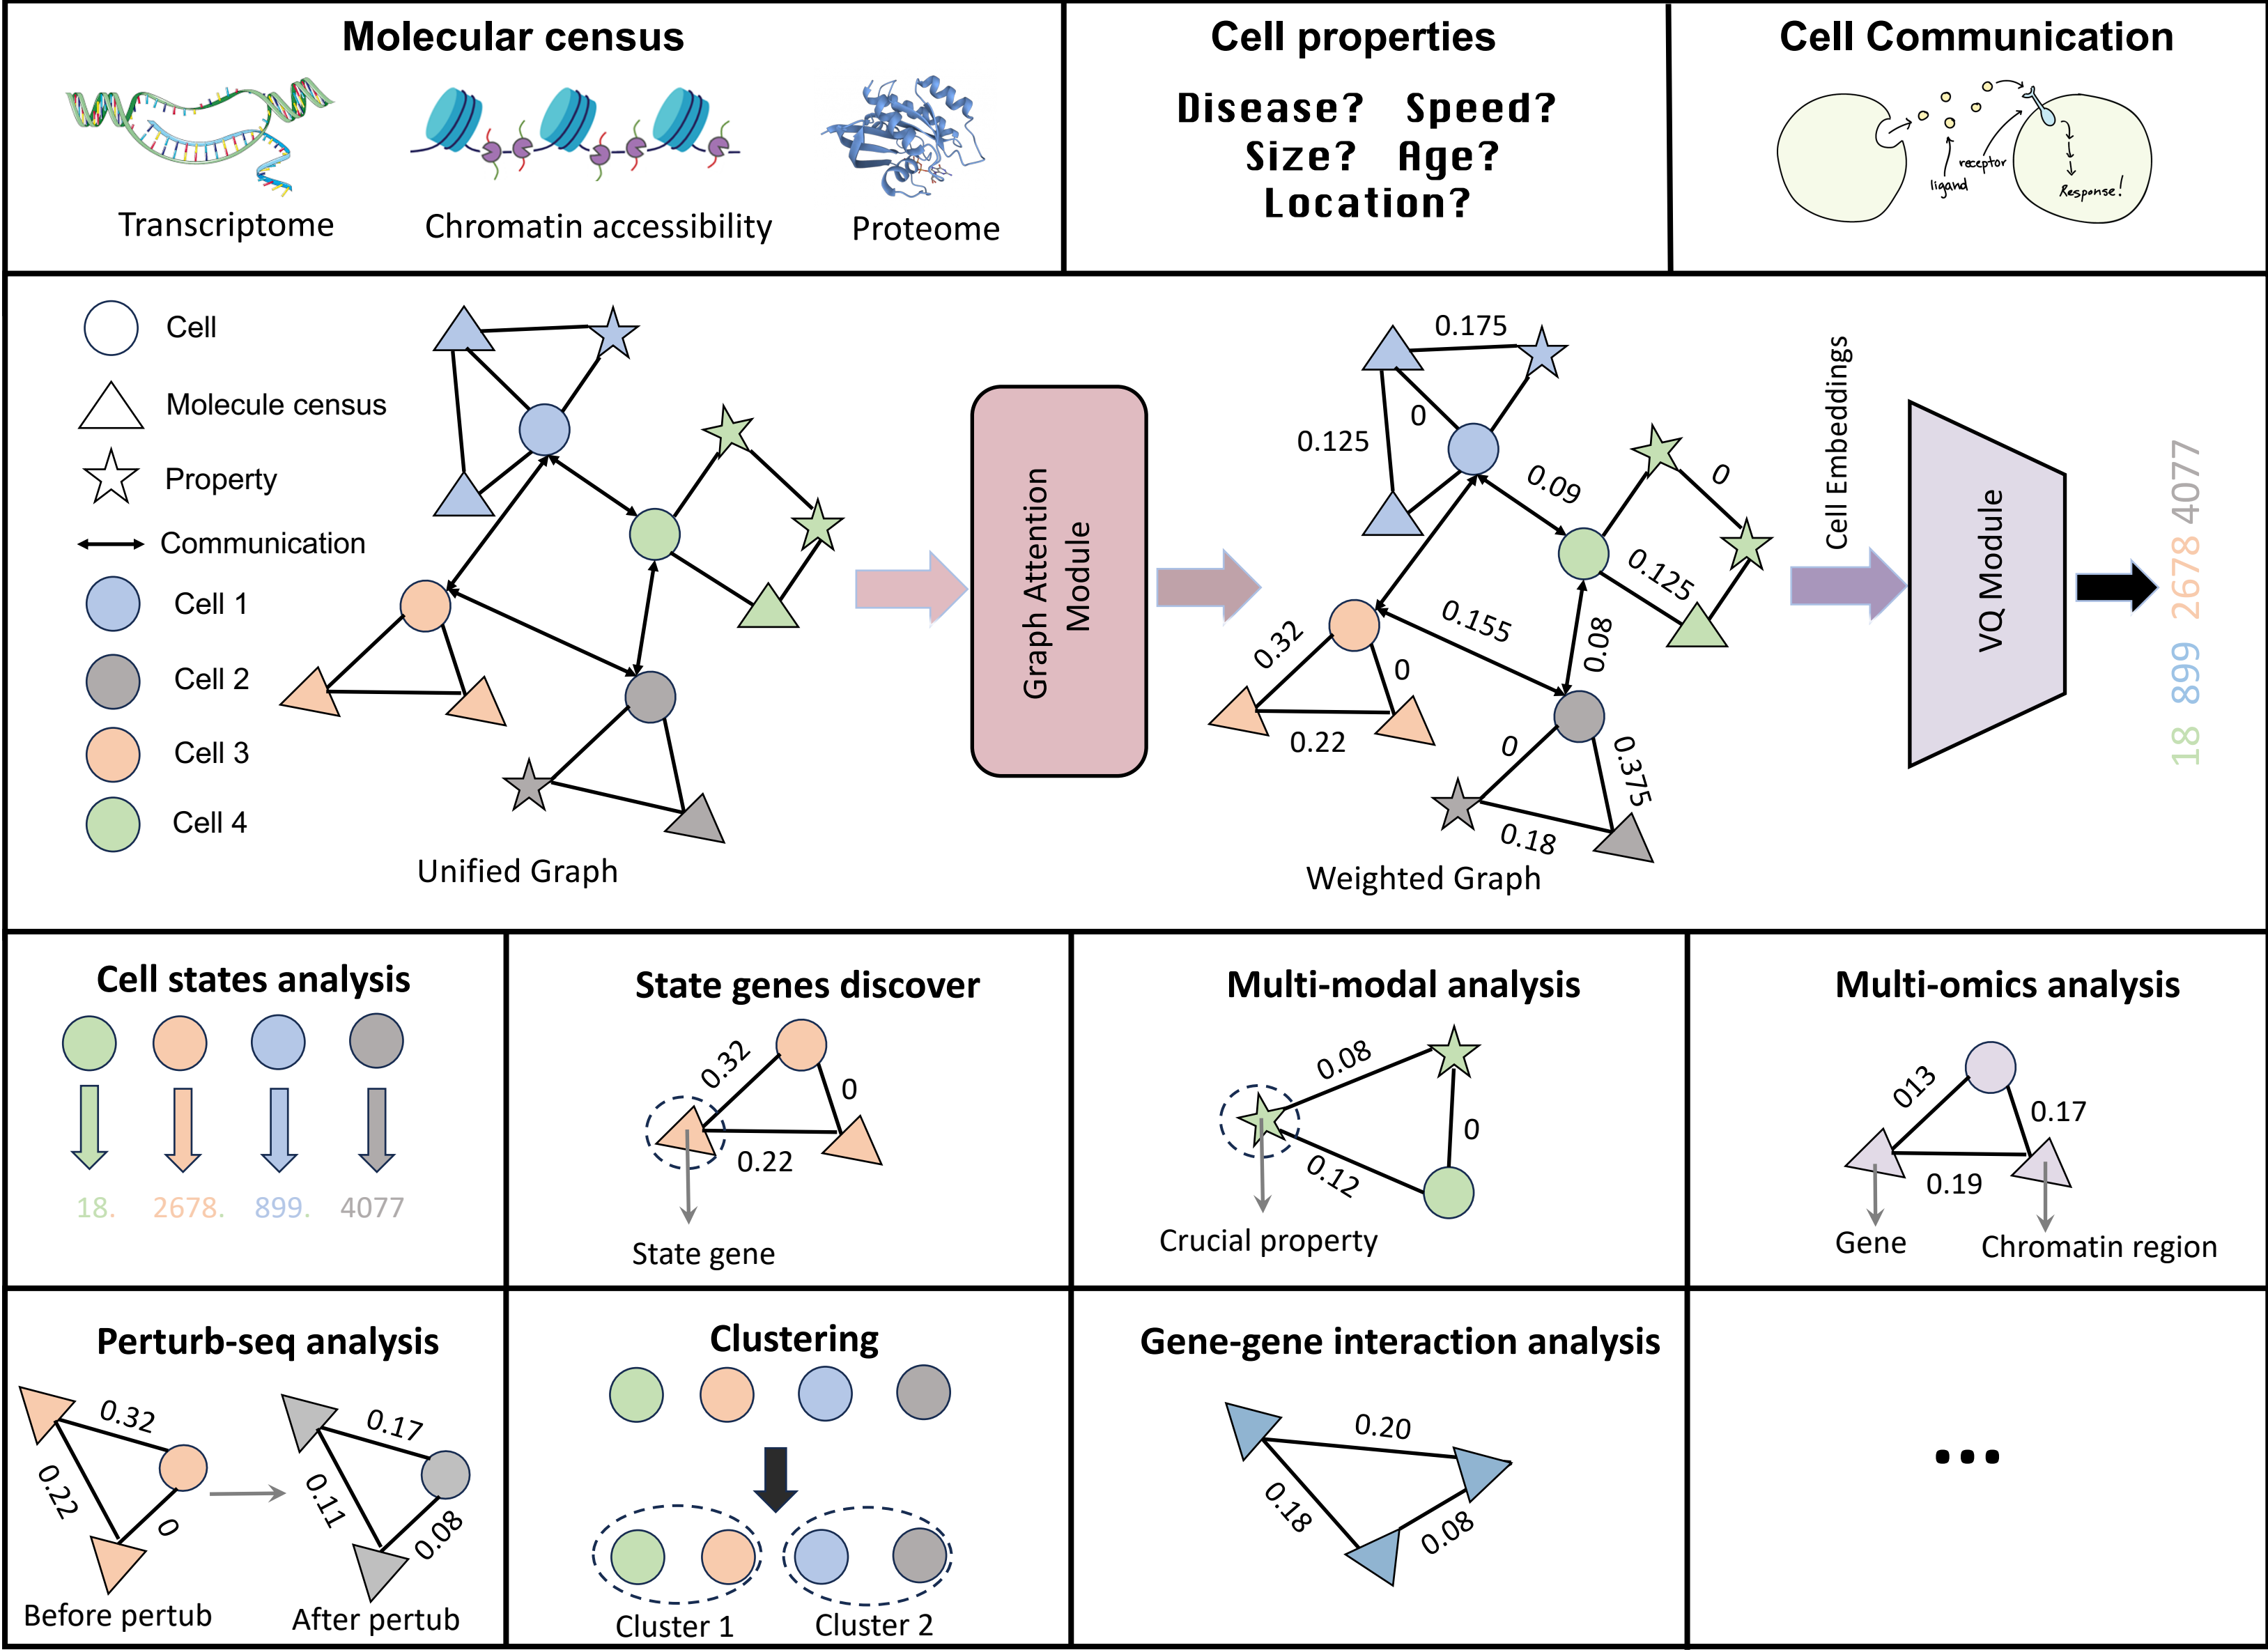 Molecular census
Transcriptome
Chromatin accessibility
Proteome
Cell properties
Disease? Speed?
Size? Age?
Location?
Cell Communication
ligand
receptor
Response!
Cell
Molecule census
Property
Communication
Cell 1
Cell 2
Cell 3
Cell 4
Unified Graph
Graph Attention
Module
0.175
0.125
0
0.09
0
0.125
0.155
0.08
0.32
0
0.22
0
0.375
0.18
Weighted Graph
Cell Embeddings
VQ Module
18 899 2678 4077
Cell states analysis
18. 2678. 899. 4077
State genes discover
0.32
0
0.22
State gene
Multi-modal analysis
0.08
0
0.12
Crucial property
Multi-omics analysis
013
0.17
0.19
Gene
Chromatin region
Perturb-seq analysis
0.32
0.22
0
Before pertub
0.17
0.11
0.08
After pertub
Clustering
Cluster 1
Cluster 2
Gene-gene interaction analysis
0.20
0.18
0.08
...